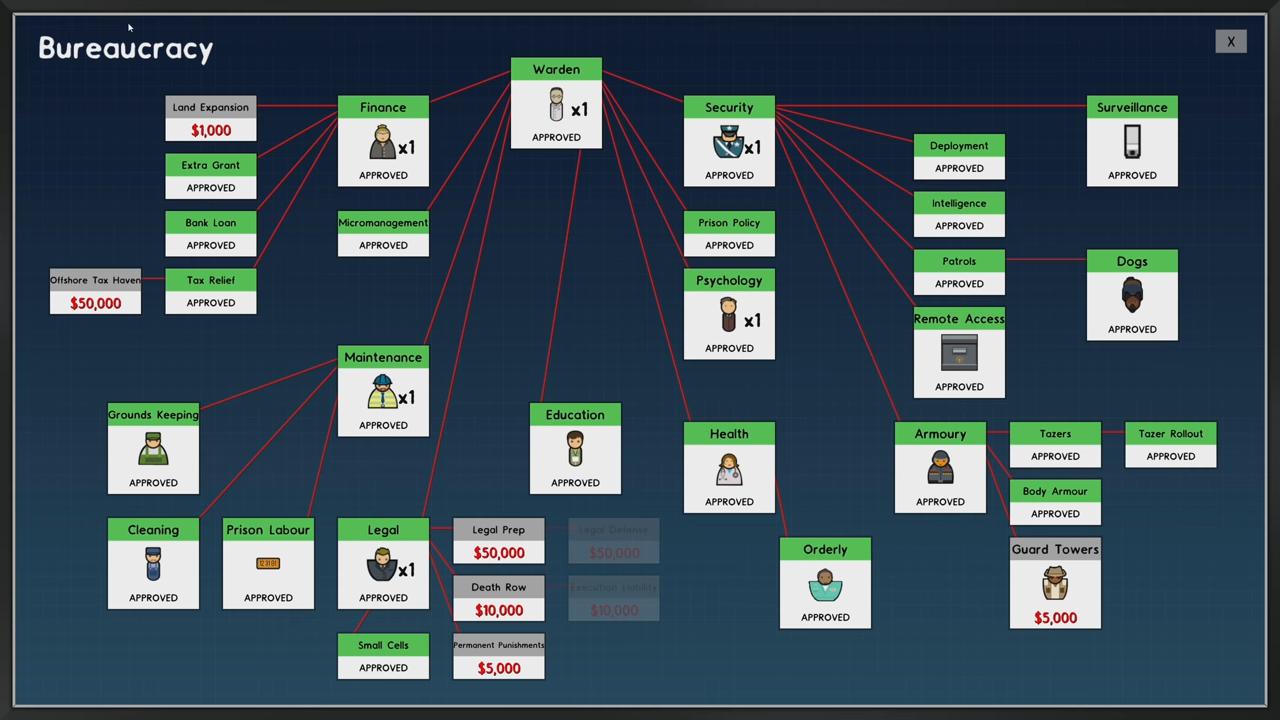 Bureaucracy
X
Warden
x1
APPROVED
Land Expansion
$1,000
Finance
x1
APPROVED
Security
x1
APPROVED
Surveillance
APPROVED
Extra Grant
APPROVED
Deployment
APPROVED
Bank Loan
APPROVED
Micromanagement
APPROVED
Prison Policy
APPROVED
Intelligence
APPROVED
Offshore Tax Haven
$50,000
Tax Relief
APPROVED
Psychology
x1
APPROVED
Patrols
APPROVED
Dogs
APPROVED
Remote Access
APPROVED
Maintenance
x1
APPROVED
Grounds Keeping
APPROVED
Education
APPROVED
Health
APPROVED
Armoury
APPROVED
Tazers
APPROVED
Tazer Rollout
APPROVED
Body Armour
APPROVED
Cleaning
APPROVED
Prison Labour
1231 B1
APPROVED
Legal
x1
APPROVED
Legal Prep
$50,000
Legal Defense
$50,000
Death Row
$10,000
Execution Liability
$10,000
Orderly
APPROVED
Guard Towers
$5,000
Small Cells
APPROVED
Permanent Punishments
$5,000